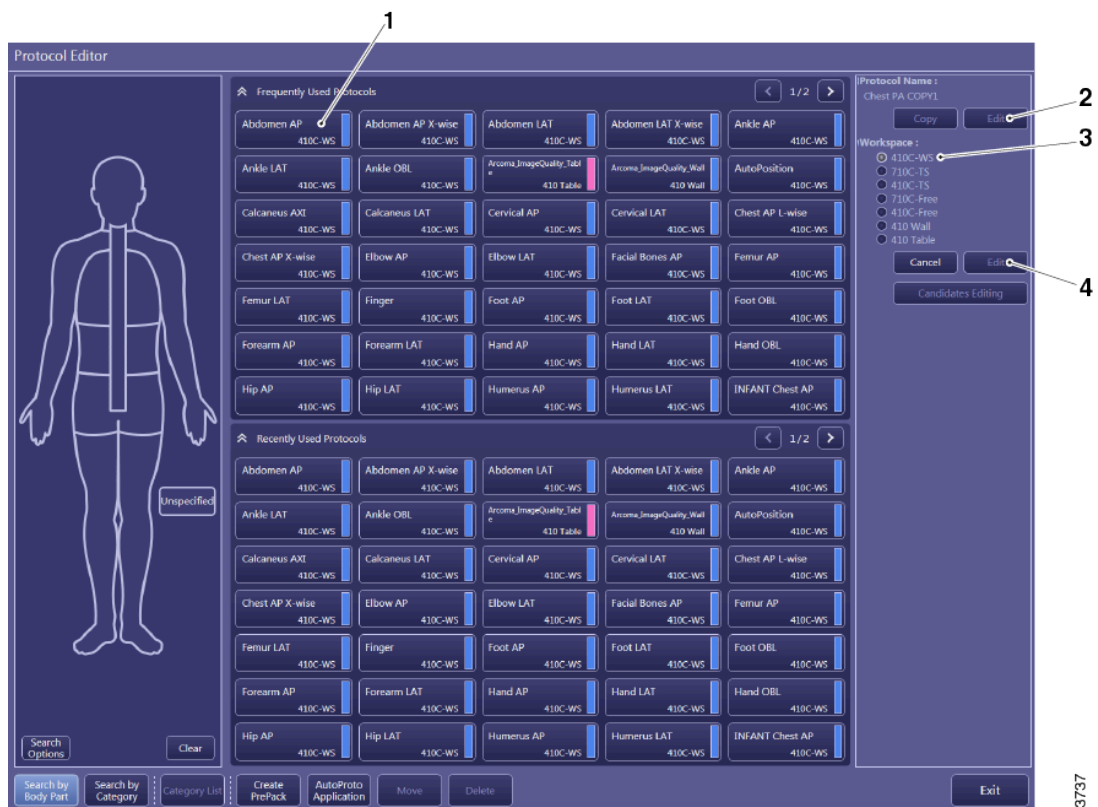 1
Protocol Editor
Frequently Used Protocols
1/2
Abdomen AP
410C-WS
Abdomen AP X-wise
410C-WS
Abdomen LAT
410C-WS
Abdomen LAT X-wise
410C-WS
Ankle AP
410C-WS
Ankle LAT
410C-WS
Ankle OBL
410C-WS
Arcoma_ImageQuality_Tabl
e
410 Table
Arcoma_ImageQuality_Wall
410 Wall
AutoPosition
410C-WS
Calcaneus AXI
410C-WS
Calcaneus LAT
410C-WS
Cervical AP
410C-WS
Cervical LAT
410C-WS
Chest AP L-wise
410C-WS
Chest AP X-wise
410C-WS
Elbow AP
410C-WS
Elbow LAT
410C-WS
Facial Bones AP
410C-WS
Femur AP
410C-WS
Femur LAT
410C-WS
Finger
410C-WS
Foot AP
410C-WS
Foot LAT
410C-WS
Foot OBL
410C-WS
Forearm AP
410C-WS
Forearm LAT
410C-WS
Hand AP
410C-WS
Hand LAT
410C-WS
Hand OBL
410C-WS
Hip AP
410C-WS
Hip LAT
410C-WS
Humerus AP
410C-WS
Humerus LAT
410C-WS
INFANT Chest AP
410C-WS
Recently Used Protocols
1/2
Abdomen AP
410C-WS
Abdomen AP X-wise
410C-WS
Abdomen LAT
410C-WS
Abdomen LAT X-wise
410C-WS
Ankle AP
410C-WS
Ankle LAT
410C-WS
Ankle OBL
410C-WS
Arcoma_ImageQuality_Tabl
e
410 Table
Arcoma_ImageQuality_Wall
410 Wall
AutoPosition
410C-WS
Calcaneus AXI
410C-WS
Calcaneus LAT
410C-WS
Cervical AP
410C-WS
Cervical LAT
410C-WS
Chest AP L-wise
410C-WS
Chest AP X-wise
410C-WS
Elbow AP
410C-WS
Elbow LAT
410C-WS
Facial Bones AP
410C-WS
Femur AP
410C-WS
Femur LAT
410C-WS
Finger
410C-WS
Foot AP
410C-WS
Foot LAT
410C-WS
Foot OBL
410C-WS
Forearm AP
410C-WS
Forearm LAT
410C-WS
Hand AP
410C-WS
Hand LAT
410C-WS
Hand OBL
410C-WS
Hip AP
410C-WS
Hip LAT
410C-WS
Humerus AP
410C-WS
Humerus LAT
410C-WS
INFANT Chest AP
410C-WS
Protocol Name :
Chest PA COPY1
Copy
Edit
2
Workspace :
3
410C-WS
710C-TS
410C-TS
710C-Free
410C-Free
410 Wall
410 Table
Cancel
Edit
4
Candidates Editing
Unspecified
Search
Options
Clear
Search by
Body Part
Search by
Category
Category List
Create
PrePack
AutoProto
Application
Move
Delete
Exit
3737